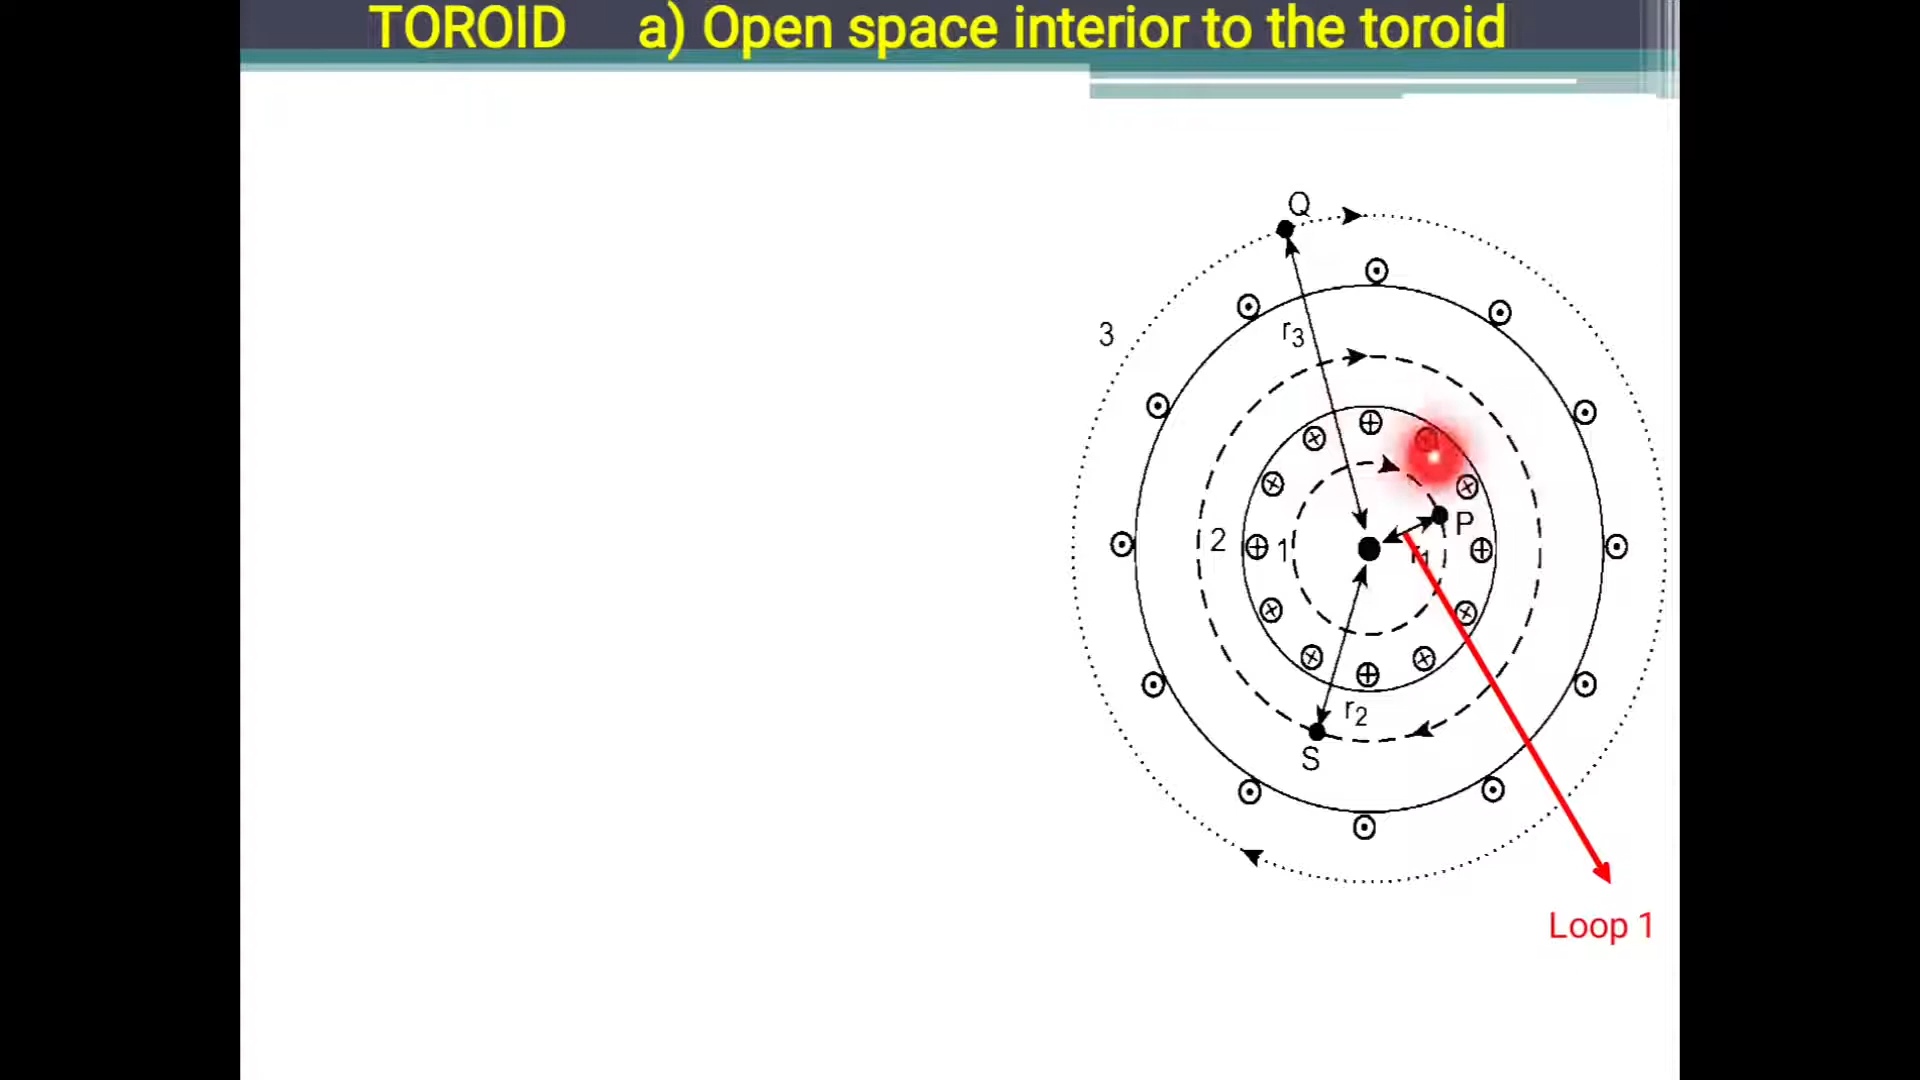 TOROID a) Open space interior to the toroid
Q
3
r3
P
2
1
r1
r2
S
Loop 1